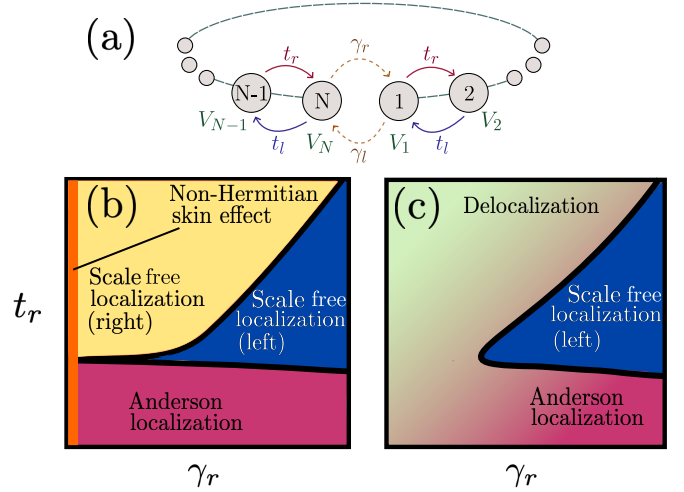 (a)
t_r γ_r t_r
N-1 N 1 2
V_{N-1} t_l V_N γ_l V_1 t_l V_2
(b)
Non-Hermitian
skin effect
Scale free
localization
(right)
Scale free
localization
(left)
Anderson
localization
t_r
γ_r
(c)
Delocalization
Scale free
localization
(left)
Anderson
localization
γ_r